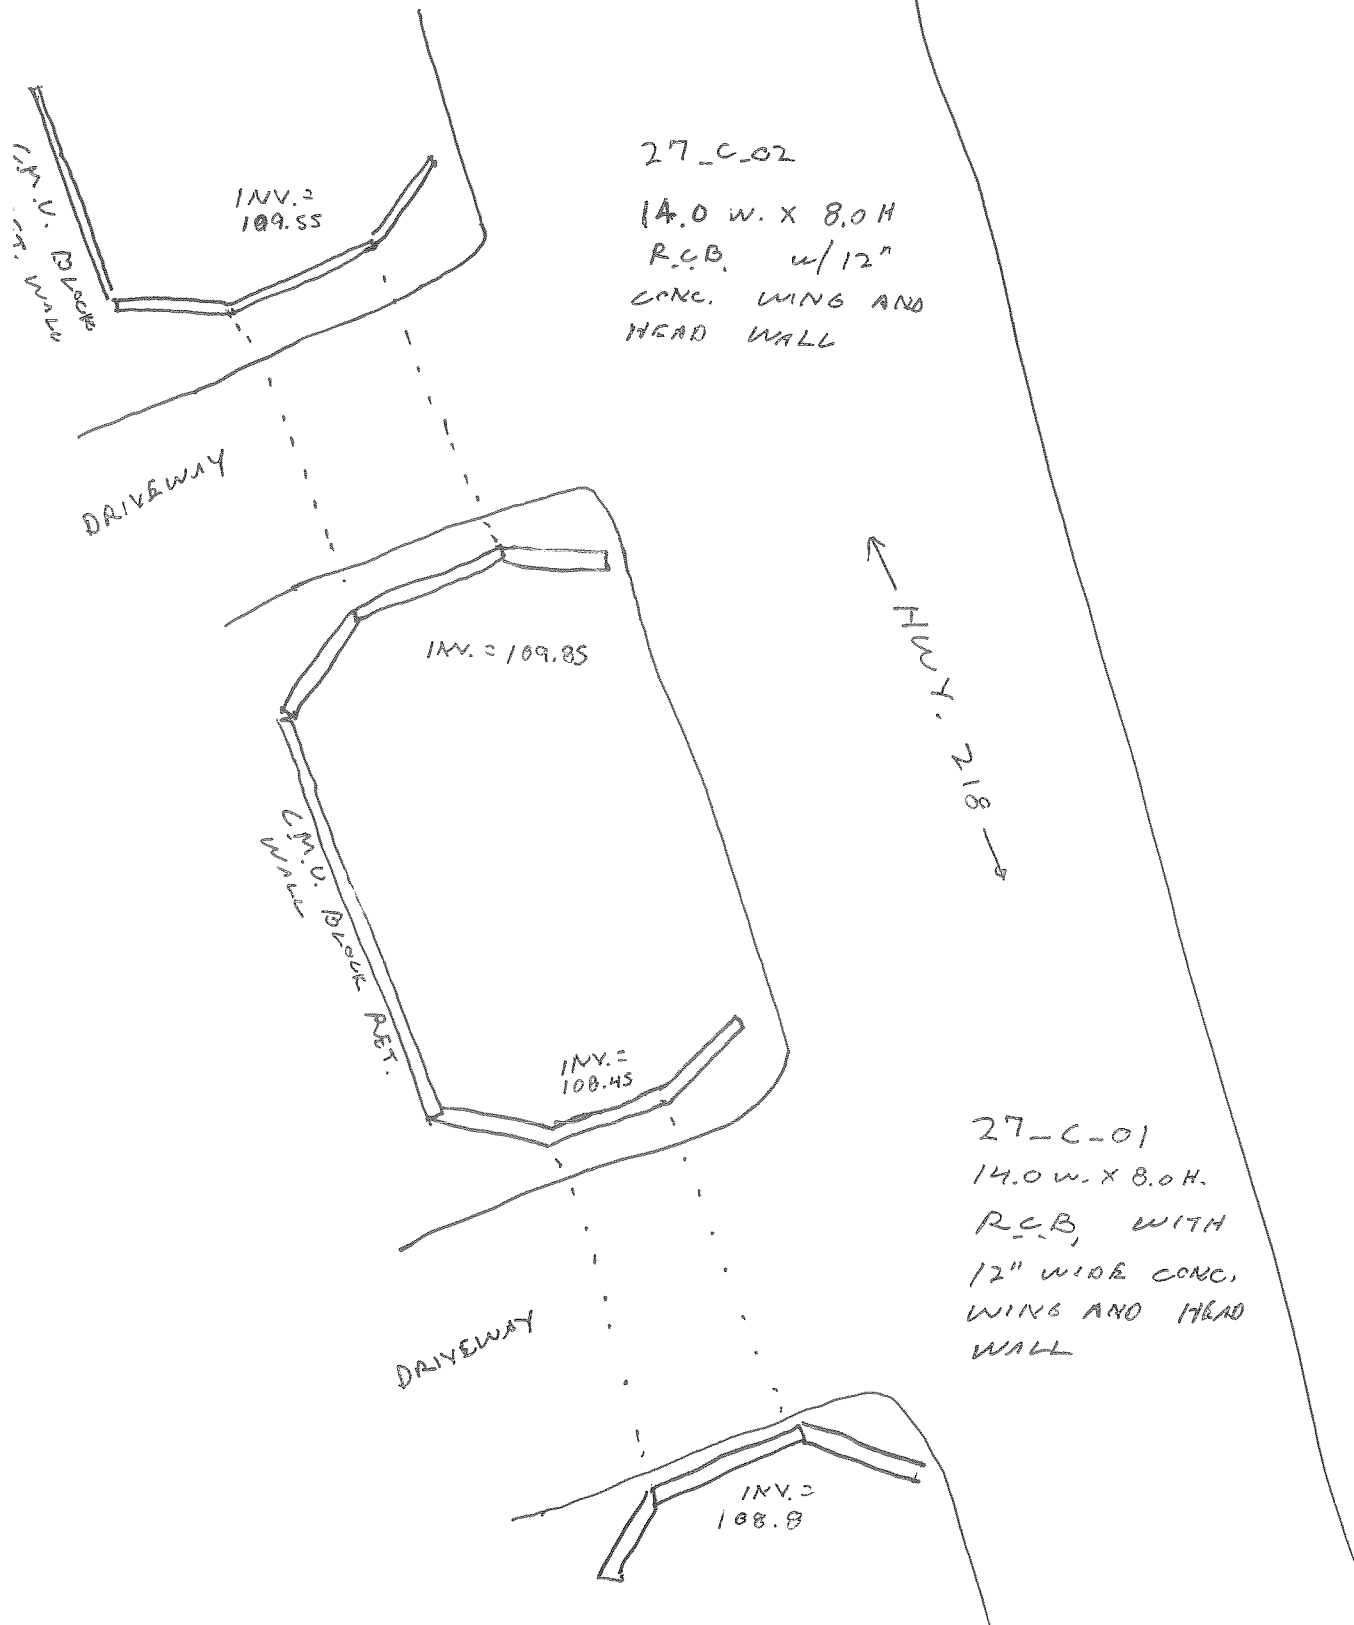 C.M.U. BLOCK
WALL
INV. =
109.55
27_C_02
14.0 W. X 8.0 H
R.C.B. W/ 12"
CONC. WING AND
HEAD WALL
DRIVEWAY
INV. = 109.85
← HWY. 218 →
C.M.U. BLOCK RET.
WALL
INV. =
108.45
27_C_01
14.0 W. X 8.0 H.
R.C.B. WITH
12" WIDE CONC.
WING AND HEAD
WALL
DRIVEWAY
INV. =
108.8